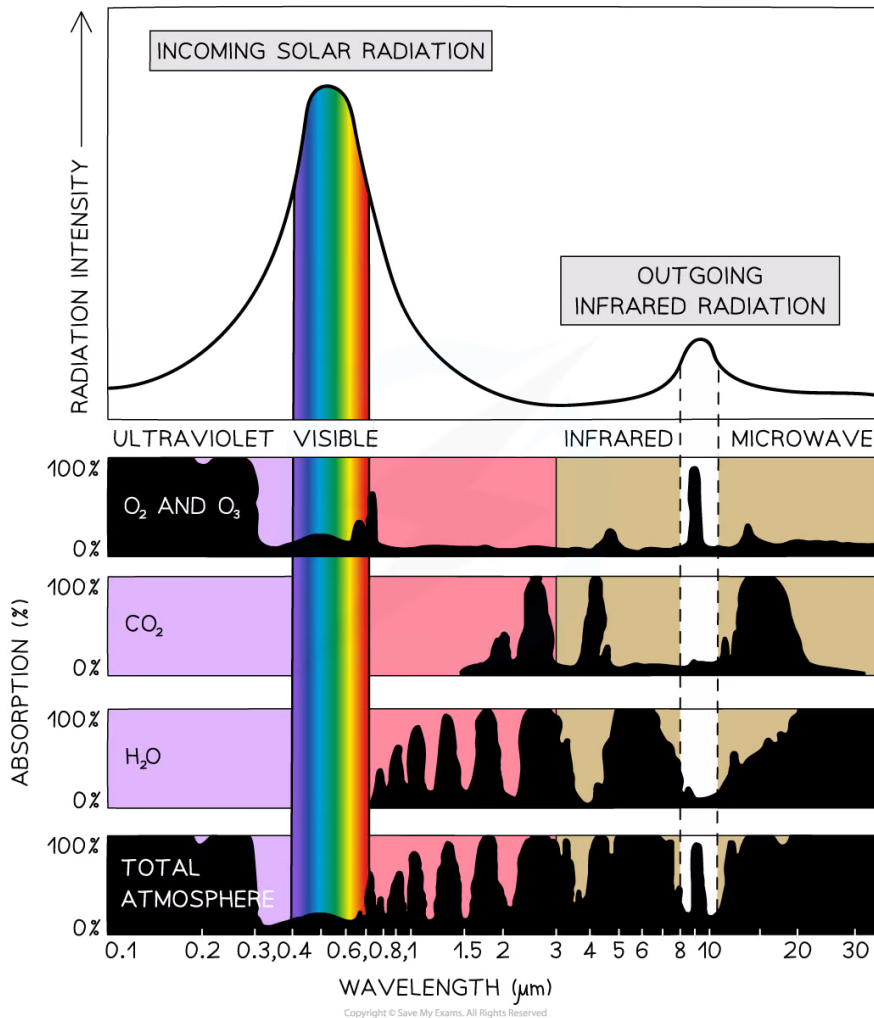 INCOMING SOLAR RADIATION
RADIATION INTENSITY
OUTGOING
INFRARED RADIATION
ULTRAVIOLET VISIBLE INFRARED MICROWAVE
100%
O₂ AND O₃
0%
100%
CO₂
0%
ABSORPTION (%)
100%
H₂O
0%
100%
TOTAL
ATMOSPHERE
0%
0.1 0.2 0.3,0.4 0.6,0.8,1 1.5 2 3 4 5 6 8 10 20 30
WAVELENGTH (μm)
Copyright © Save My Exams. All Rights Reserved